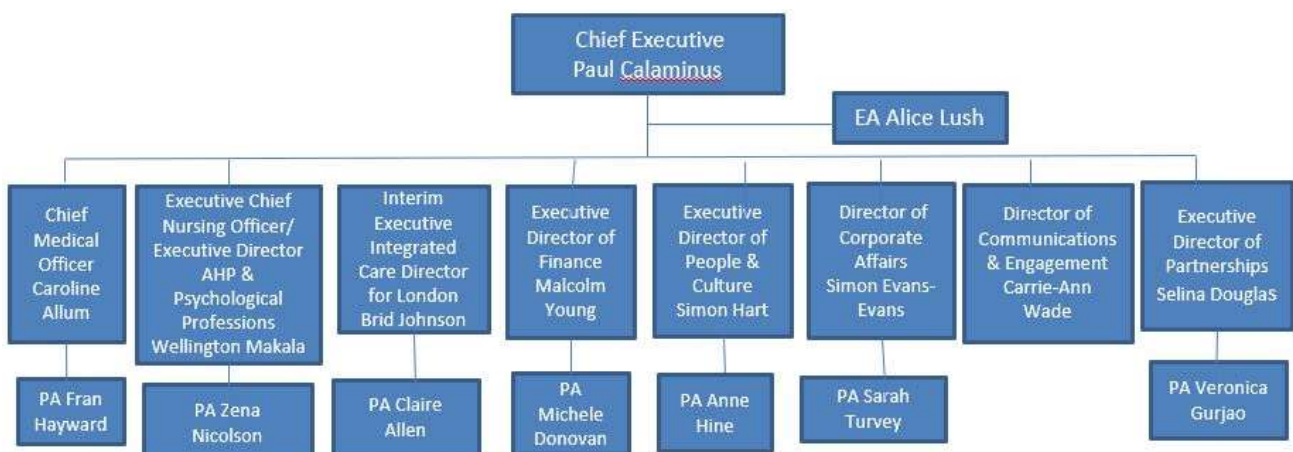 Chief Executive
Paul Calaminus
EA Alice Lush
Chief
Medical
Officer
Caroline
Allum
Executive Chief
Nursing Officer/
Executive Director
AHP &
Psychological
Professions
Wellington Makala
Interim
Executive
Integrated
Care Director
for London
Brid Johnson
Executive
Director of
Finance
Malcolm
Young
Executive
Director of
People &
Culture
Simon Hart
Director of
Corporate
Affairs
Simon Evans-
Evans
Director of
Communications
& Engagement
Carrie-Ann
Wade
Executive
Director of
Partnerships
Selina Douglas
PA Fran
Hayward
PA Zena
Nicolson
PA Claire
Allen
PA
Michele
Donovan
PA Anne
Hine
PA Sarah
Turvey
PA Veronica
Gurjao